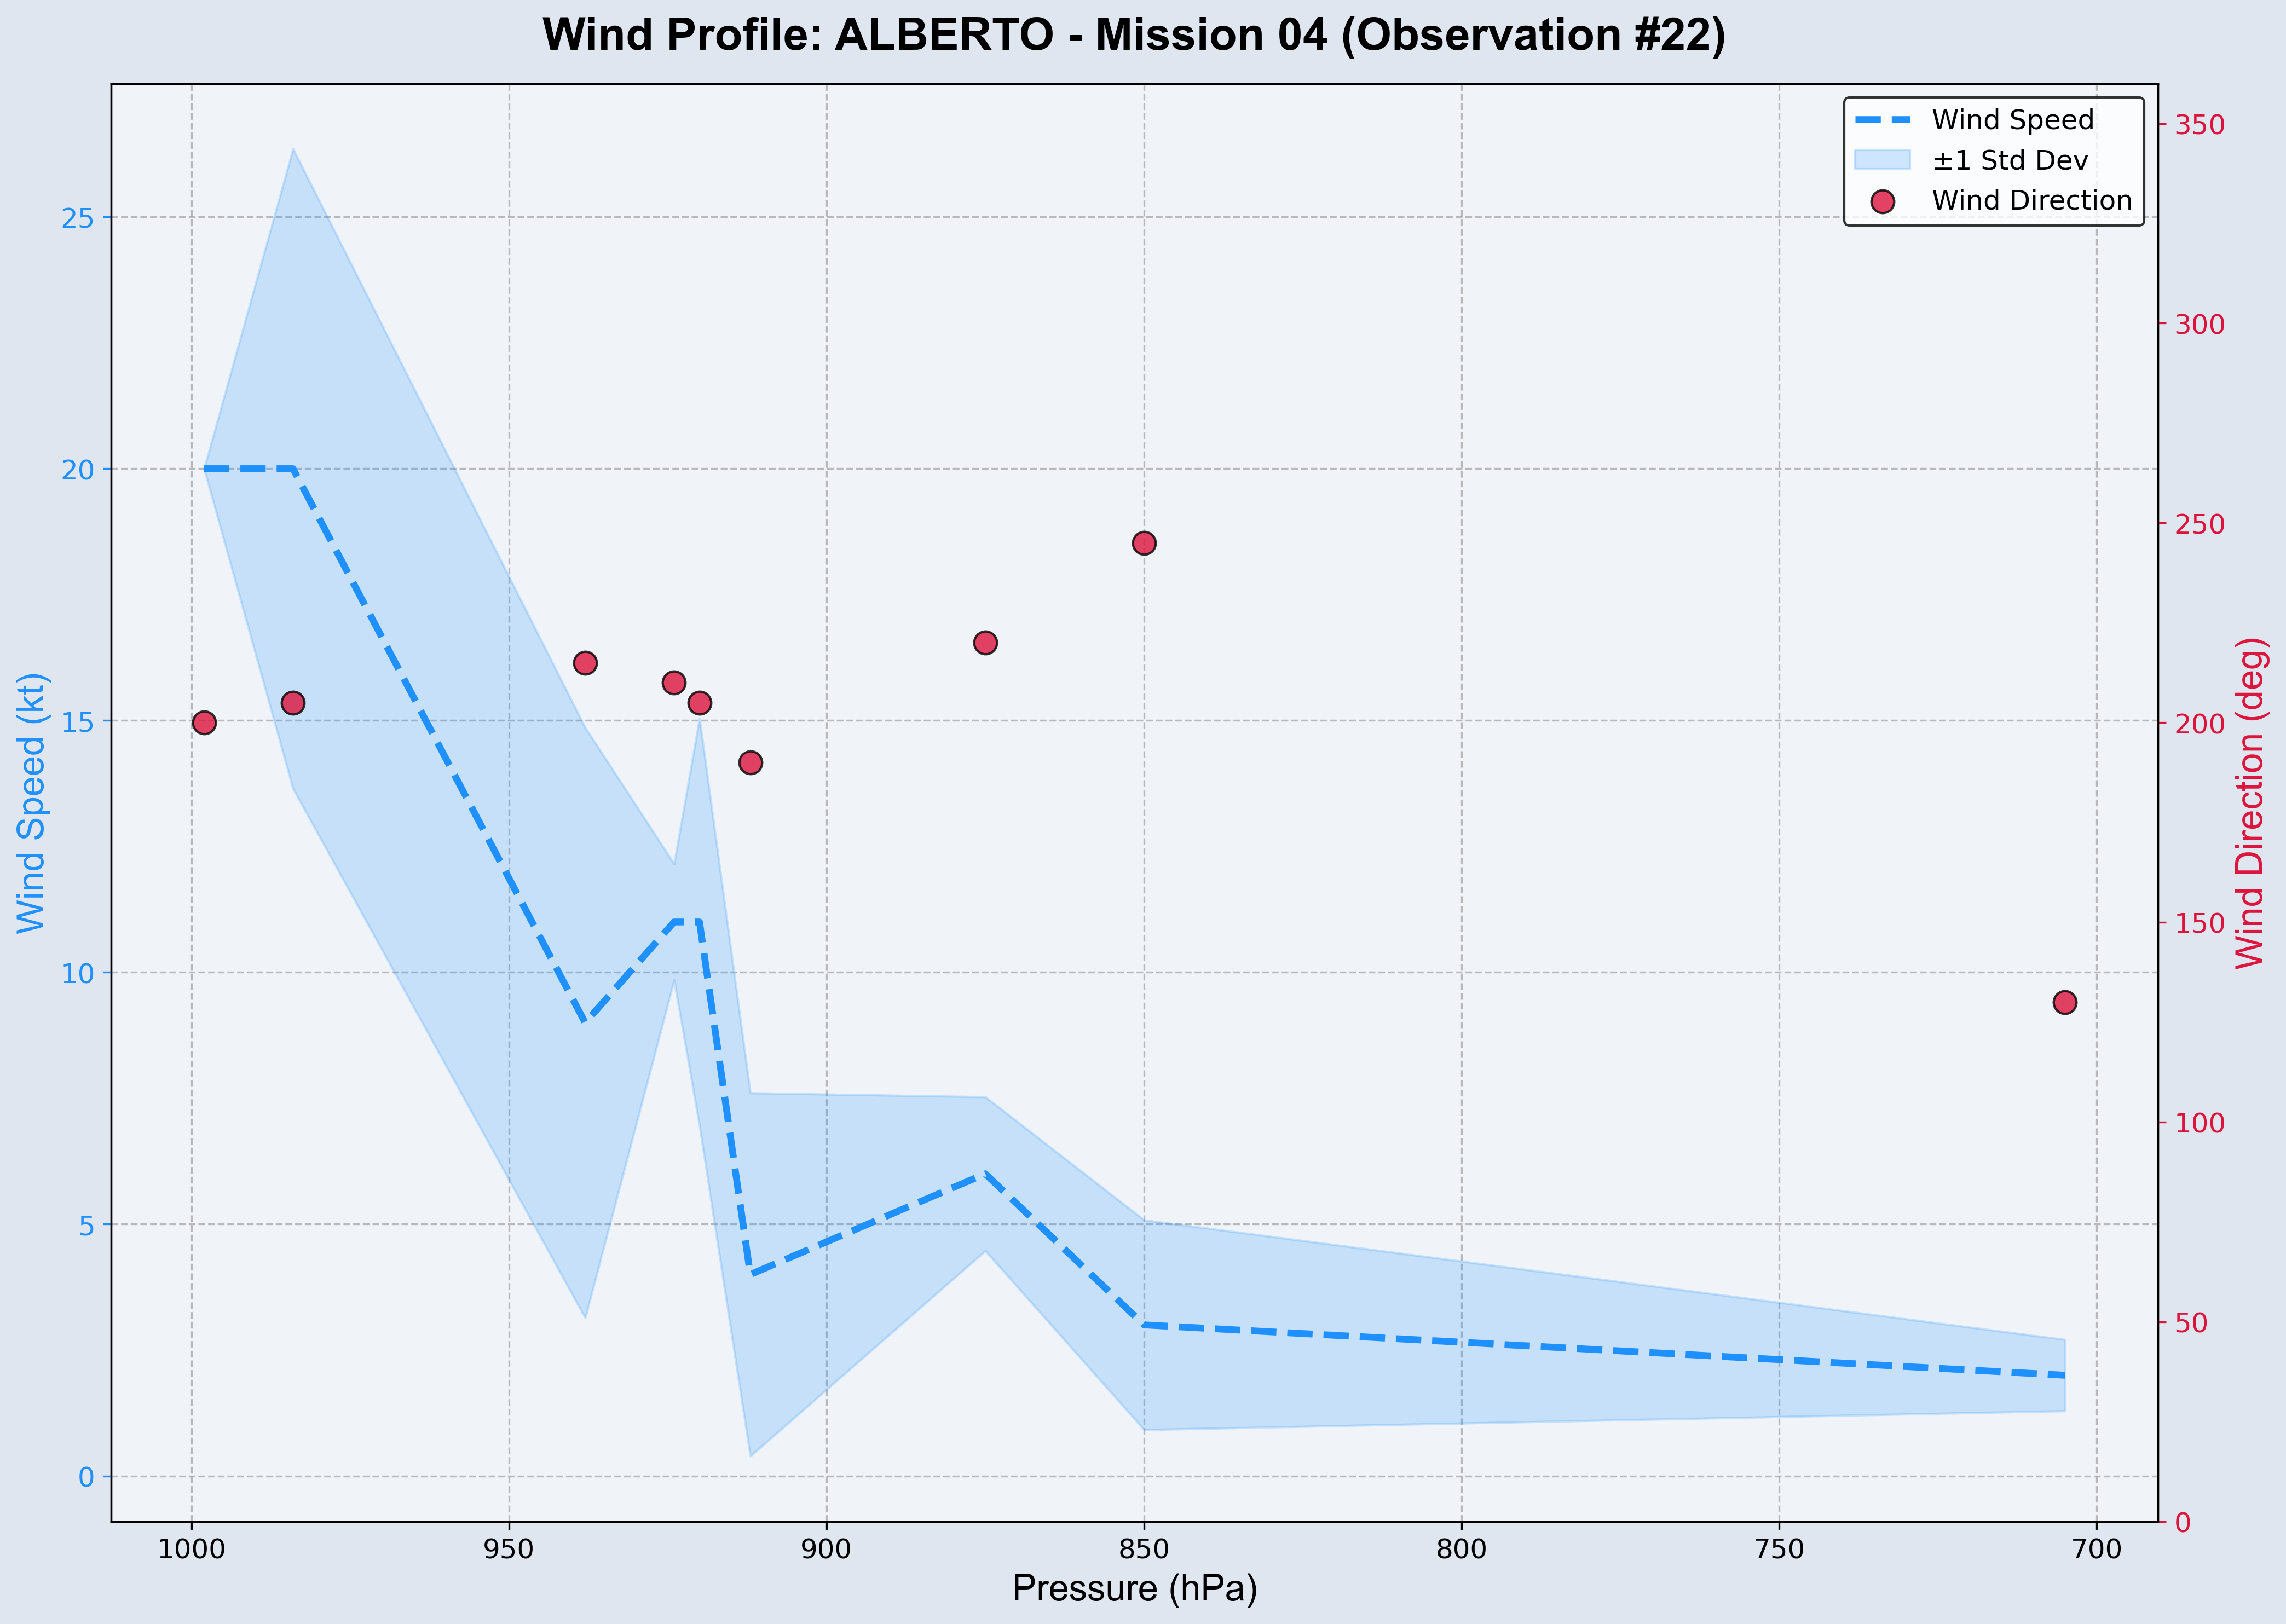 Wind Profile: ALBERTO - Mission 04 (Observation #22)
Wind Speed
±1 Std Dev
Wind Direction
Wind Speed (kt)
25
20
15
10
5
0
350
300
250
200
150
100
50
0
Wind Direction (deg)
1000 950 900 850 800 750 700
Pressure (hPa)